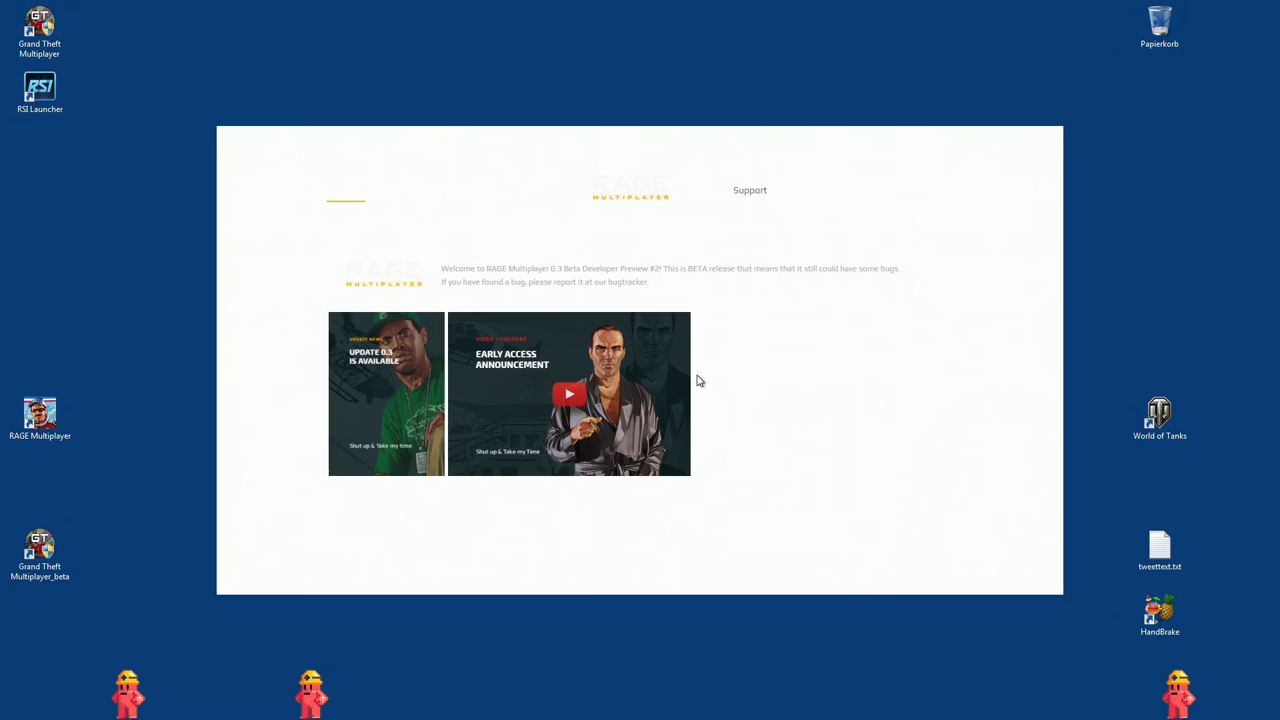 Grand Theft
Multiplayer
RSI
RSI Launcher
Papierkorb
RAGE
MULTIPLAYER
Support
RAGE
MULTIPLAYER
Welcome to RAGE Multiplayer 0.3 Beta Developer Preview #2! This is BETA release that means that it still could have some bugs.
If you have found a bug, please report it at our bugtracker.
UPDATE NEWS
UPDATE 0.3
IS AVAILABLE
Shut up & Take my time
VIDEO | YOUTUBE
EARLY ACCESS
ANNOUNCEMENT
Shut up & Take my Time
RAGE Multiplayer
World of Tanks
Grand Theft
Multiplayer_beta
tweettext.txt
HandBrake